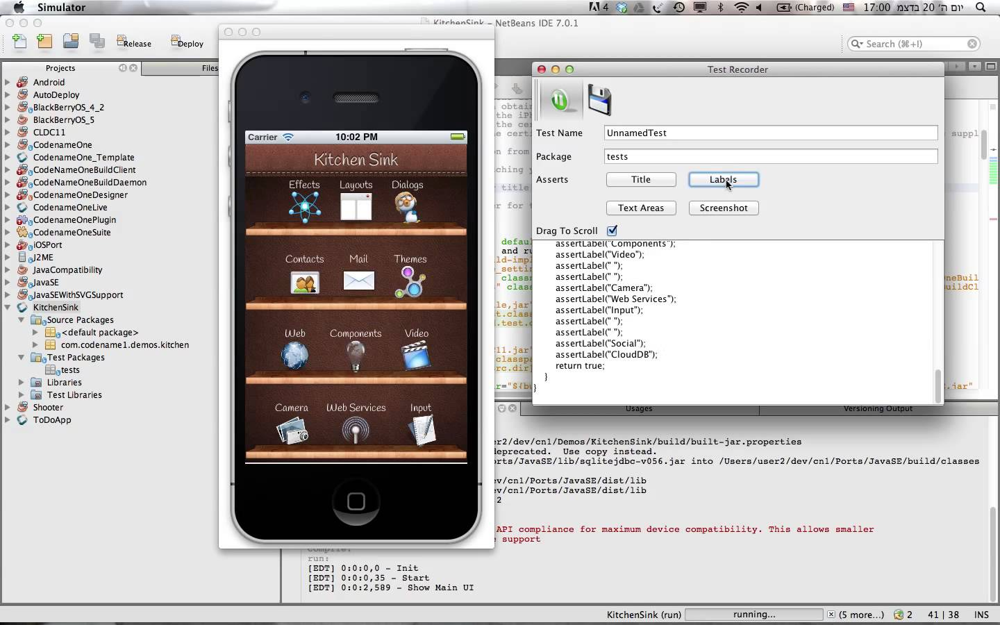 Simulator
4
(Charged)
17:00 יום ה׳ 20 בדצמ
KitchenSink – NetBeans IDE 7.0.1
Release
Deploy
Search (⌘+I)
Projects
Files
Android
AutoDeploy
BlackBerryOS_4_2
BlackBerryOS_5
CLDC11
CodenameOne
Codename​One_Template
CodeNameOneBuildClient
CodeNameOneBuildDaemon
CodenameOneDesigner
CodenameOneLive
CodenameOnePlugin
CodenameOneSuite
iOSPort
J2ME
JavaCompatibility
JavaSE
JavaSEWithSVGSupport
KitchenSink
Source Packages
<default package>
com.codename1.demos.kitchen
Test Packages
tests
Libraries
Test Libraries
Shooter
ToDoApp
Carrier
10:02 PM
Kitchen Sink
Effects Layouts Dialogs
Contacts Mail Themes
Web Components Video
Camera Web Services Input
Test Recorder
Test Name UnnamedTest
Package tests
Asserts Title Labels
Text Areas Screenshot
Drag To Scroll
assertLabel("Components");
assertLabel("Video");
assertLabel(" ");
assertLabel(" ");
assertLabel("Camera");
assertLabel("Web Services");
assertLabel("Input");
assertLabel(" ");
assertLabel(" ");
assertLabel("Social");
assertLabel("CloudDB");
return true;
}
}
Usages
Versioning Output
er2/dev/cn1/Demos/KitchenSink/build/built-jar.properties
deprecated. Use copy instead.
orts/JavaSE/lib/sqlitejdbc-v056.jar into /Users/user2/dev/cn1/Ports/JavaSE/build/classes
ev/cn1/Ports/JavaSE/dist/lib
ev/cn1/Ports/JavaSE/dist/lib
2
API compliance for maximum device compatibility. This allows smaller
support
compile:
run:
[EDT] 0:0:0,0 - Init
[EDT] 0:0:0,35 - Start
[EDT] 0:0:2,589 - Show Main UI
KitchenSink (run)
running...
(5 more...)
2
41 | 38
INS